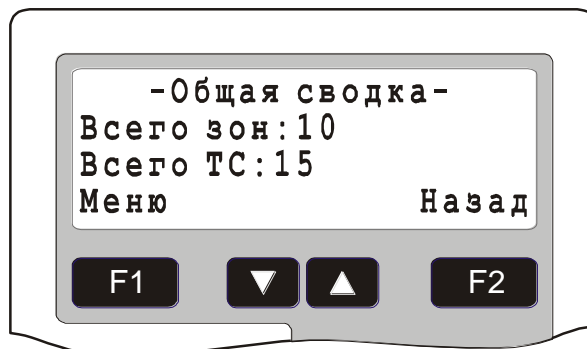 -Общая сводка-
Всего зон:10
Всего ТС:15
Меню Назад
F1 F2